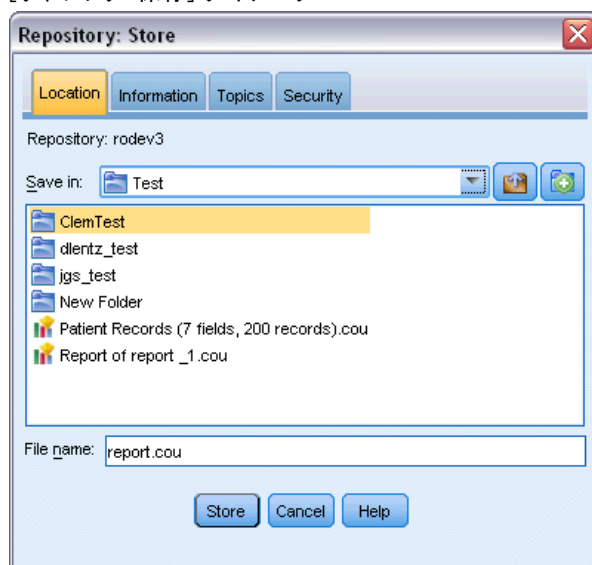 Repository: Store
Location Information Topics Security
Repository: rodev3
Save in: Test
ClemTest
dlentz_test
jgs_test
New Folder
Patient Records (7 fields, 200 records).cou
Report of report _1.cou
File name: report.cou
Store Cancel Help